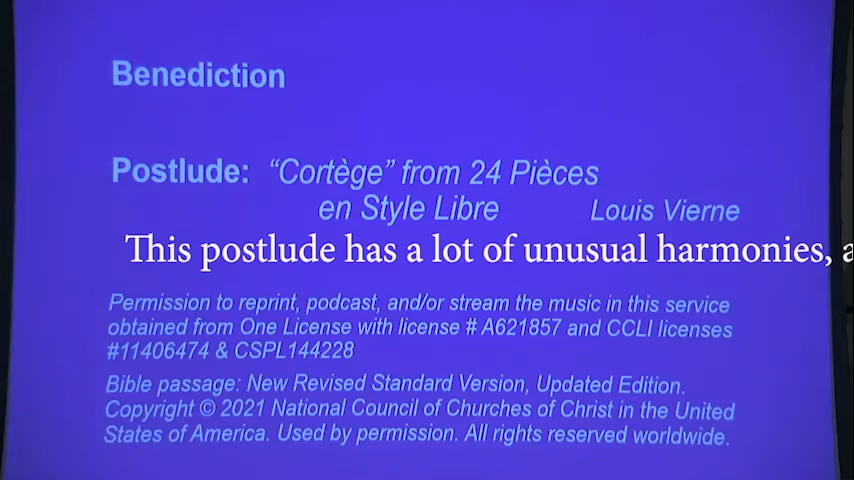 Benediction
Postlude: “Cortège” from 24 Pièces
en Style Libre Louis Vierne
This postlude has a lot of unusual harmonies,
Permission to reprint, podcast, and/or stream the music in this service
obtained from One License with license # A621857 and CCLI licenses
#11406474 & CSPL144228
Bible passage: New Revised Standard Version, Updated Edition.
Copyright © 2021 National Council of Churches of Christ in the United
States of America. Used by permission. All rights reserved worldwide.